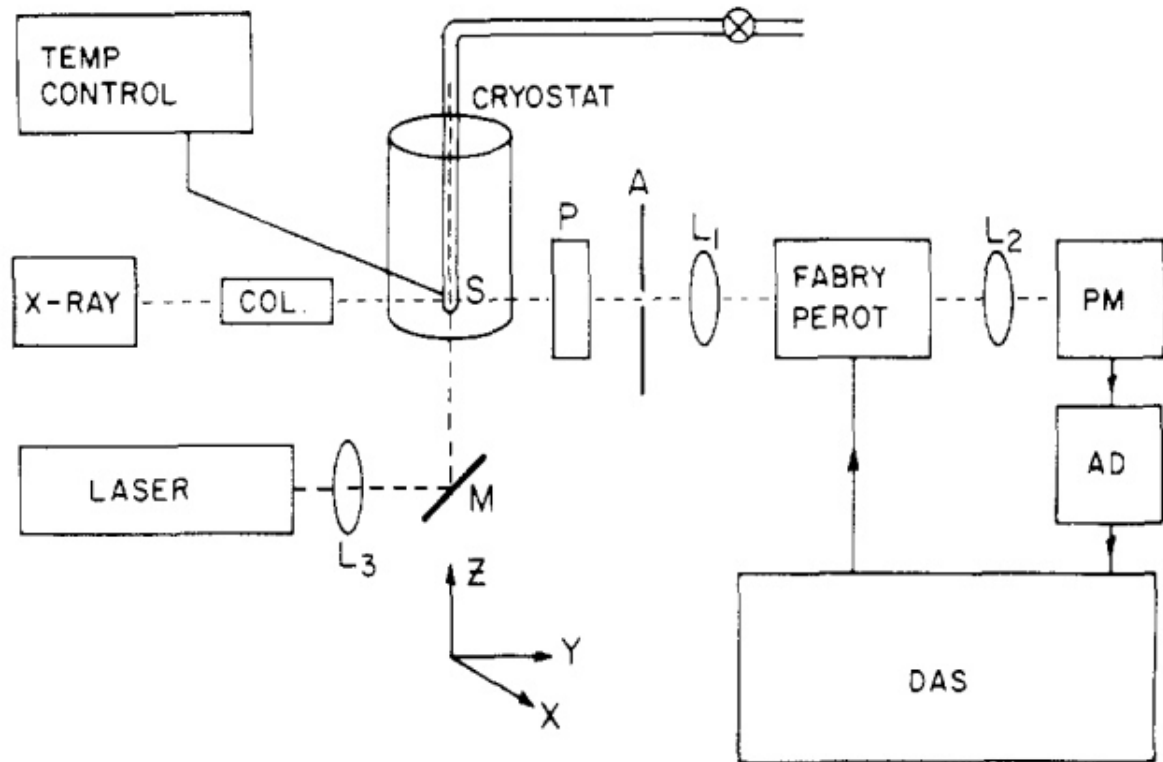 TEMP
CONTROL
CRYOSTAT
A
P
L1
L2
S
X-RAY
COL.
FABRY
PEROT
PM
LASER
M
AD
L3
Z
Y
X
DAS